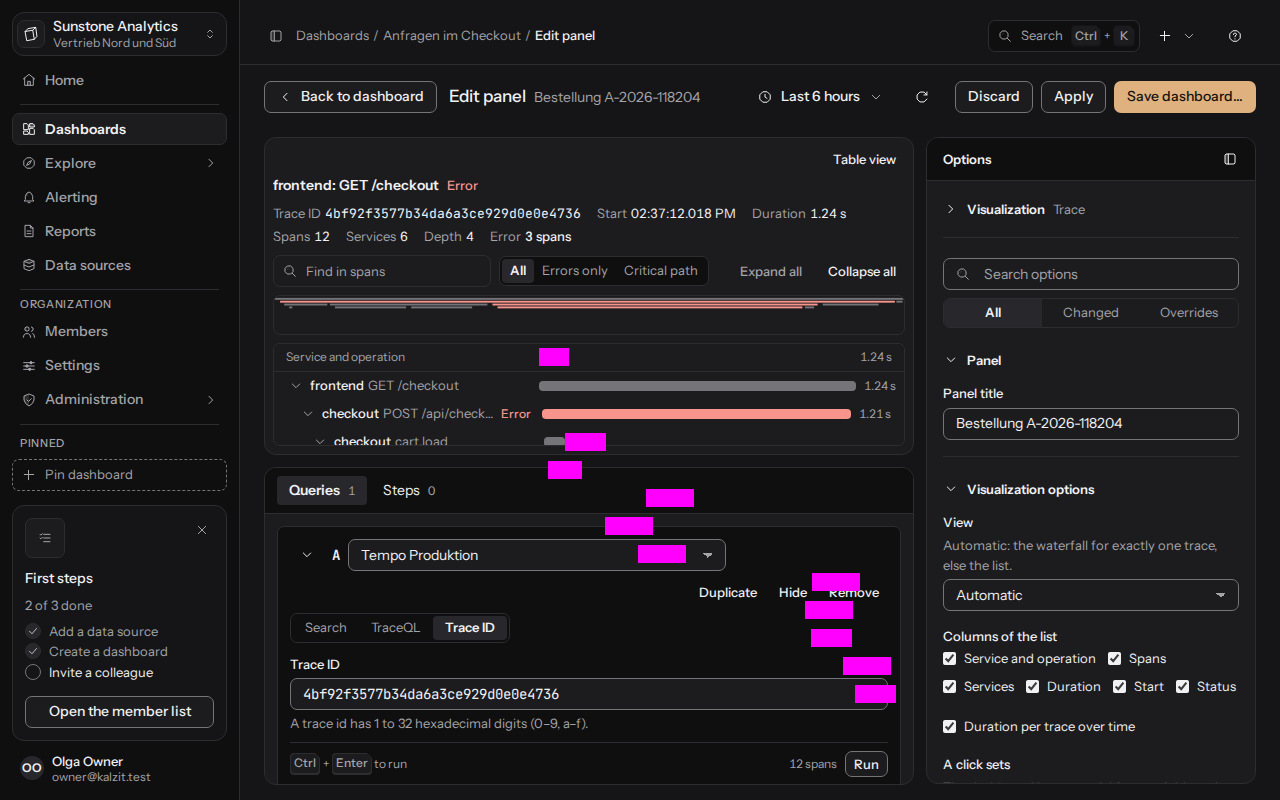 Sunstone Analytics
Vertrieb Nord und Süd
Home
Dashboards
Explore
Alerting
Reports
Data sources
ORGANIZATION
Members
Settings
Administration
PINNED
Pin dashboard
First steps
2 of 3 done
Add a data source
Create a dashboard
Invite a colleague
Open the member list
OO
Olga Owner
owner@kalzit.test
Dashboards / Anfragen im Checkout / Edit panel
Search Ctrl + K
Back to dashboard
Edit panel Bestellung A-2026-118204
Last 6 hours
Discard
Apply
Save dashboard...
Table view
frontend: GET /checkout Error
Trace ID 4bf92f3577b34da6a3ce929d0e0e4736 Start 02:37:12.018 PM Duration 1.24 s
Spans 12 Services 6 Depth 4 Error 3 spans
Find in spans
All Errors only Critical path
Expand all Collapse all
Service and operation 1.24 s
frontend GET /checkout 1.24 s
checkout POST /api/check... Error 1.21 s
checkout cart.load
Queries 1 Steps 0
A Tempo Produktion
Duplicate Hide Remove
Search TraceQL Trace ID
Trace ID
4bf92f3577b34da6a3ce929d0e0e4736
A trace id has 1 to 32 hexadecimal digits (0–9, a–f).
Ctrl + Enter to run 12 spans Run
Options
Visualization Trace
Search options
All Changed Overrides
Panel
Panel title
Bestellung A-2026-118204
Visualization options
View
Automatic: the waterfall for exactly one trace,
else the list.
Automatic
Columns of the list
Service and operation Spans
Services Duration Start Status
Duration per trace over time
A click sets